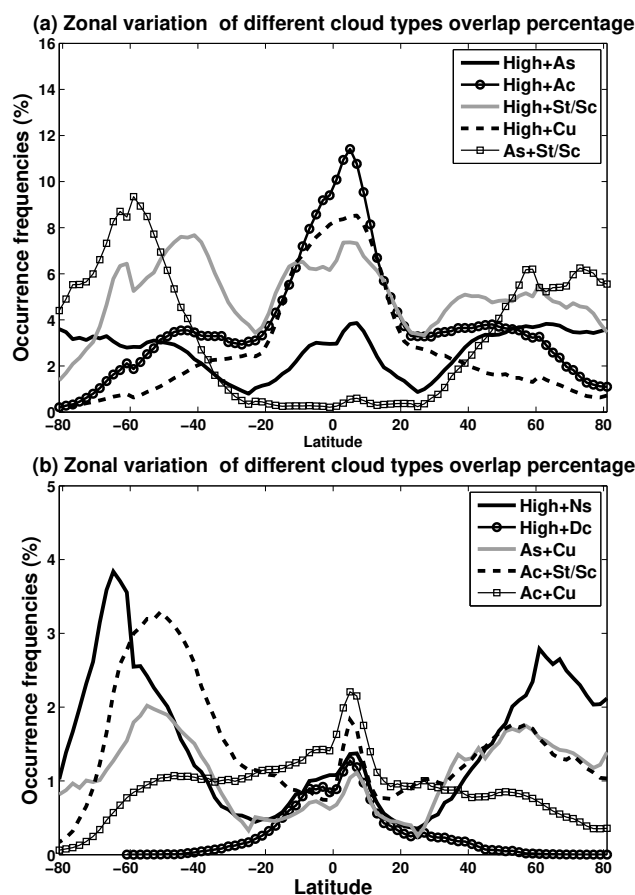 (a) Zonal variation of different cloud types overlap percentage
16
14
12
10
8
6
4
2
0
Occurrence frequencies (%)
High+As
High+Ac
High+St/Sc
High+Cu
As+St/Sc
−80 −60 −40 −20 0 20 40 60 80
Latitude
(b) Zonal variation of different cloud types overlap percentage
5
4
3
2
1
0
Occurrence frequencies (%)
High+Ns
High+Dc
As+Cu
Ac+St/Sc
Ac+Cu
−80 −60 −40 −20 0 20 40 60 80
Latitude